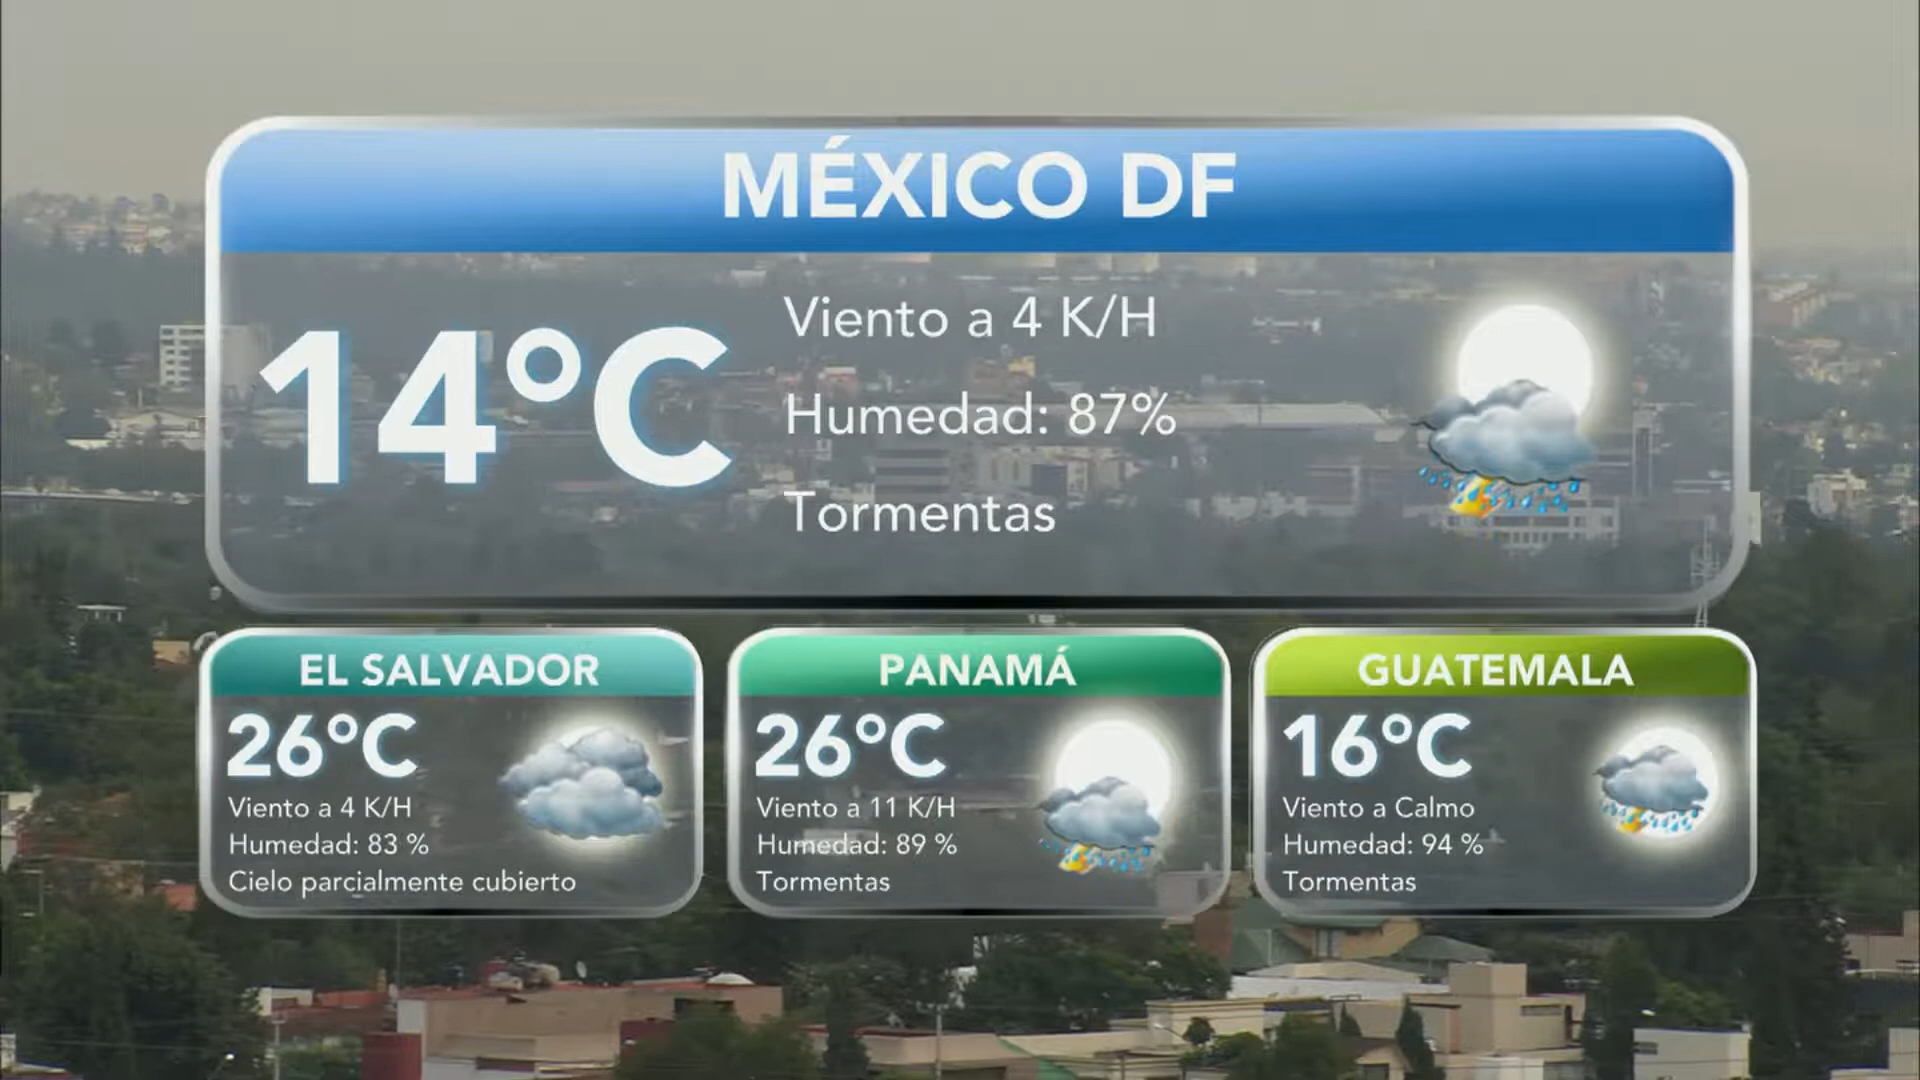 MÉXICO DF
14°C
Viento a 4 K/H
Humedad: 87%
Tormentas
EL SALVADOR
26°C
Viento a 4 K/H
Humedad: 83 %
Cielo parcialmente cubierto
PANAMÁ
26°C
Viento a 11 K/H
Humedad: 89 %
Tormentas
GUATEMALA
16°C
Viento a Calmo
Humedad: 94 %
Tormentas